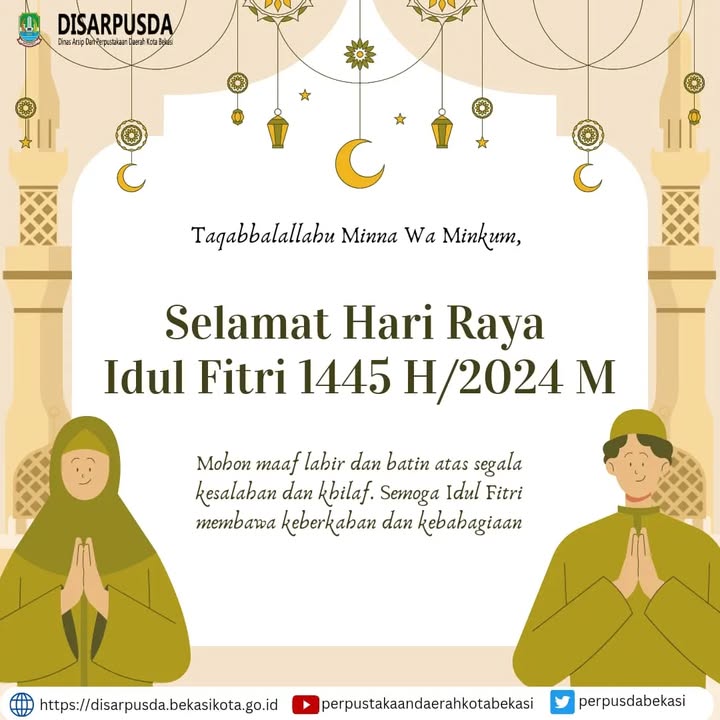 DISARPUSDA
Dinas Arsip Dan Perpustakaan Daerah Kota Bekasi
Taqabbalallahu Minna Wa Minkum,
Selamat Hari Raya
Idul Fitri 1445 H/2024 M
Mohon maaf lahir dan batin atas segala
kesalahan dan khilaf. Semoga Idul Fitri
membawa keberkahan dan kebahagiaan
https://disarpusda.bekasikota.go.id perpustakaandaerahkotabekasi perpusdabekasi